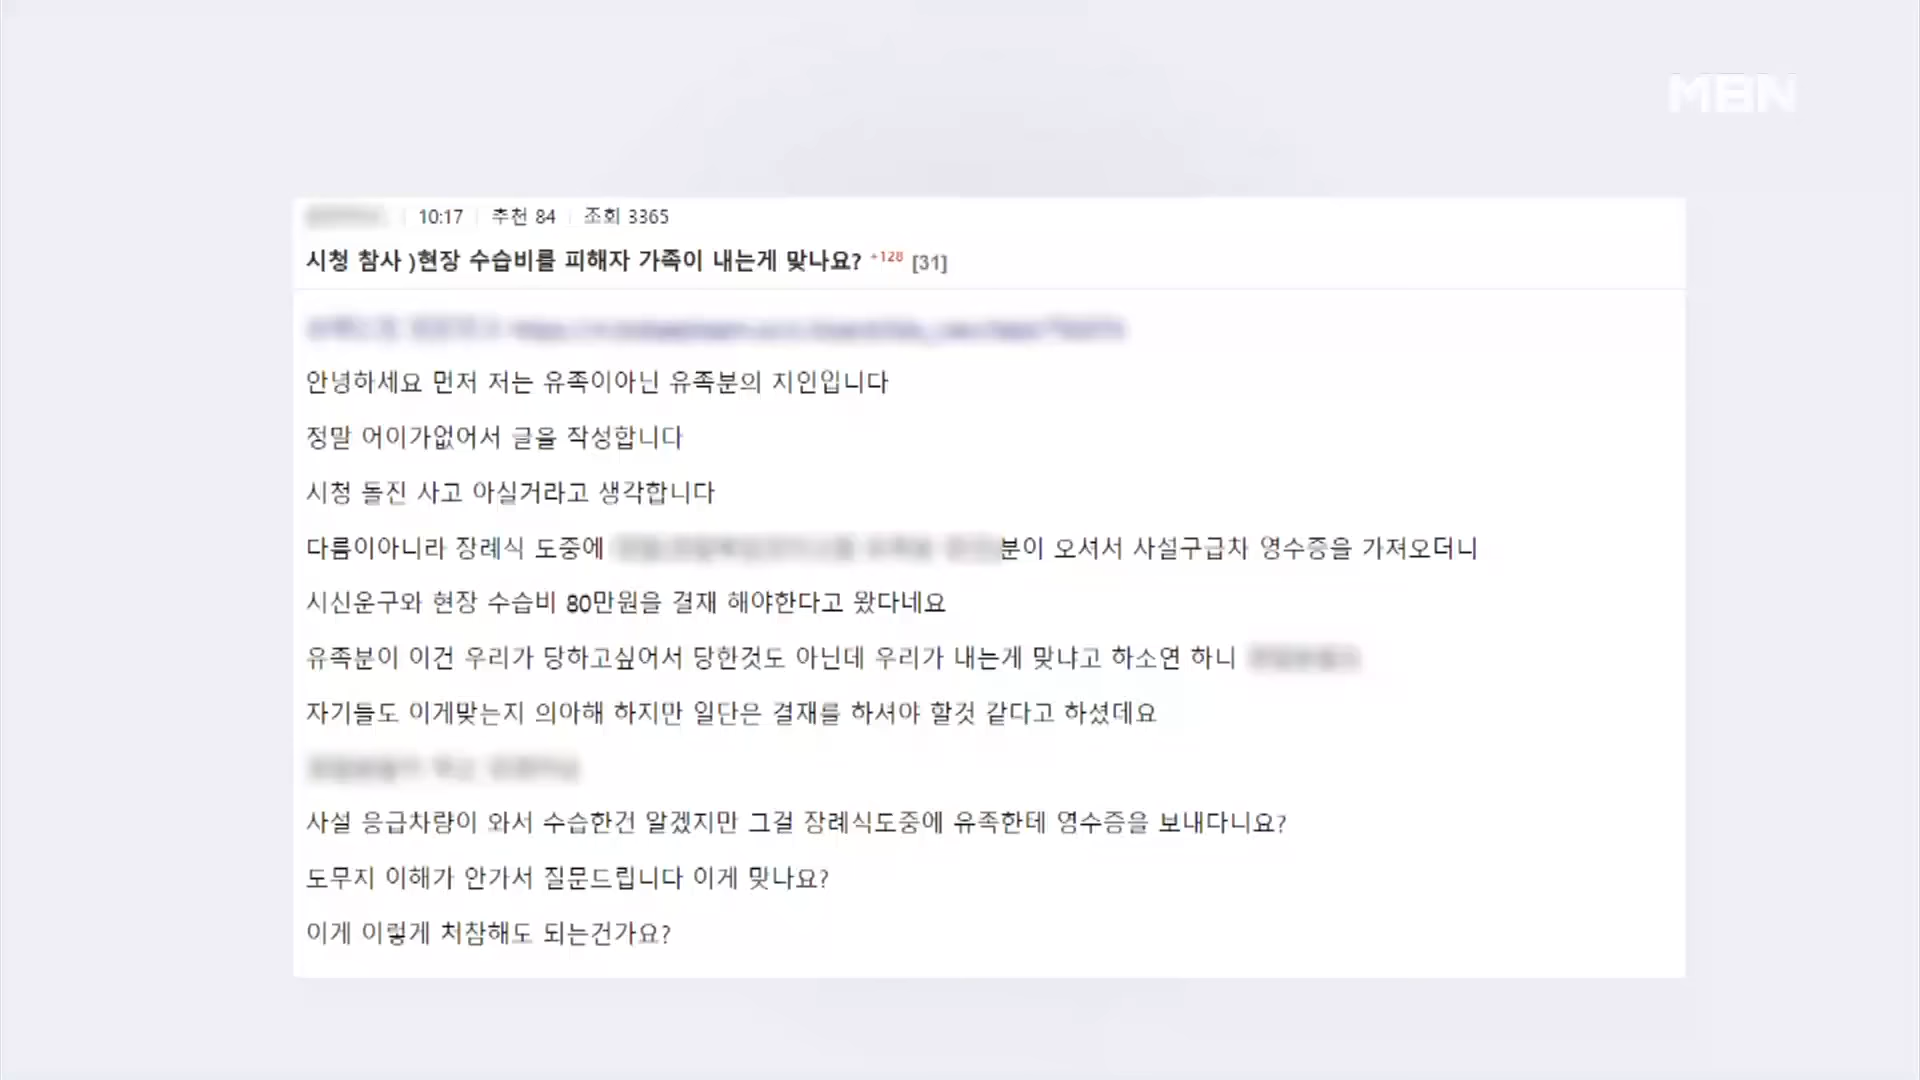 MBN
10:17 추천 84 조회 3365
시청 참사 )현장 수습비를 피해자 가족이 내는게 맞나요? +128 [31]
안녕하세요 먼저 저는 유족이아닌 유족분의 지인입니다
정말 어이가없어서 글을 작성합니다
시청 돌진 사고 아실거라고 생각합니다
다름이아니라 장례식 도중에 분이 오셔서 사설구급차 영수증을 가져오더니
시신운구와 현장 수습비 80만원을 결재 해야한다고 왔다네요
유족분이 이건 우리가 당하고싶어서 당한것도 아닌데 우리가 내는게 맞냐고 하소연 하니
자기들도 이게맞는지 의아해 하지만 일단은 결재를 하셔야 할것 같다고 하셨데요
사설 응급차량이 와서 수습한건 알겠지만 그걸 장례식도중에 유족한데 영수증을 보내다니요?
도무지 이해가 안가서 질문드립니다 이게 맞나요?
이게 이렇게 처참해도 되는건가요?